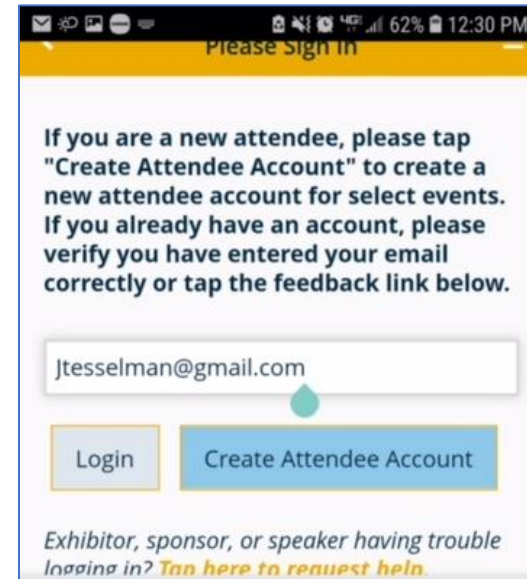 62% 12:30 PM
Please Sign In
If you are a new attendee, please tap
"Create Attendee Account" to create a
new attendee account for select events.
If you already have an account, please
verify you have entered your email
correctly or tap the feedback link below.
Jtesselman@gmail.com
Login Create Attendee Account
Exhibitor, sponsor, or speaker having trouble
logging in? Tap here to request help.